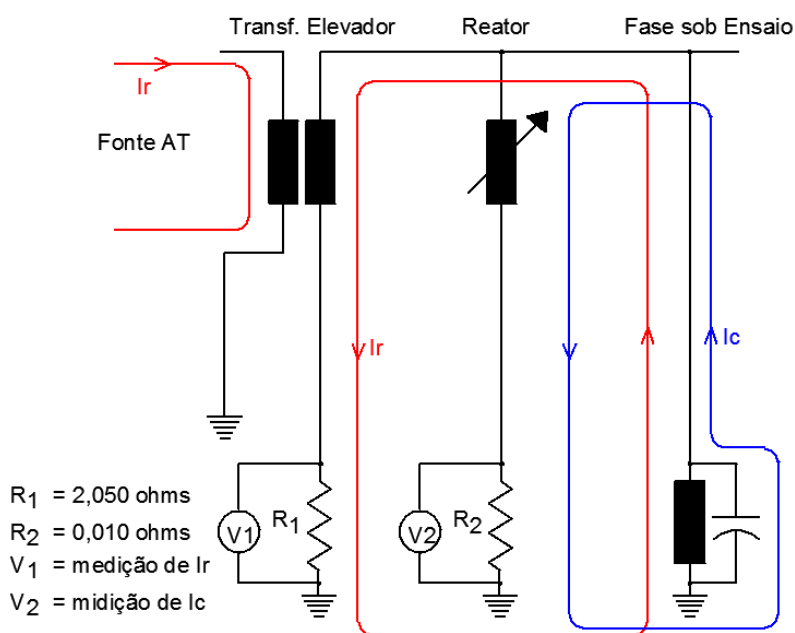 Transf. Elevador
Reator
Fase sob Ensaio
Ir
Fonte AT
Ir
Ic
R1 = 2,050 ohms
R2 = 0,010 ohms
V1 = medição de Ir
V2 = midição de Ic
V1
R1
V2
R2